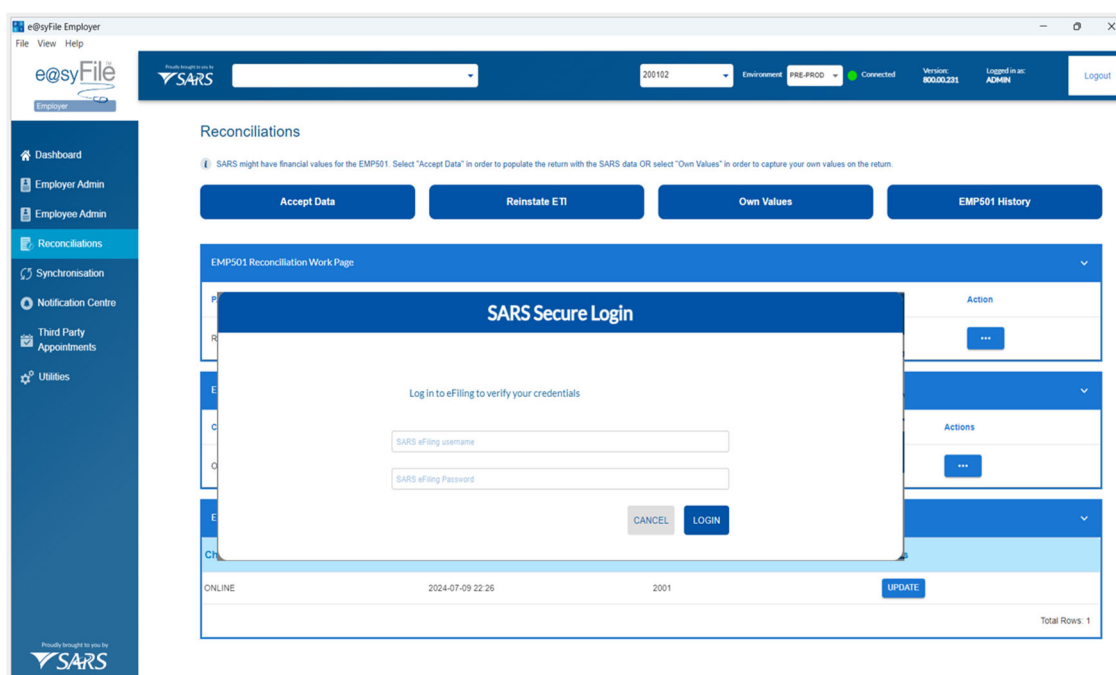 e@syFile Employer
File View Help
e@syFile
Employer
Proudly brought to you by
SARS
200102
Environment PRE-PROD Connected
Version:
800.00.231
Logged in as:
ADMIN
Logout
Dashboard
Employer Admin
Employee Admin
Reconciliations
Synchronisation
Notification Centre
Third Party
Appointments
Utilities
Proudly brought to you by
SARS
Reconciliations
SARS might have financial values for the EMP501. Select "Accept Data" in order to populate the return with the SARS data OR select "Own Values" in order to capture your own values on the return.
Accept Data Reinstate ETI Own Values EMP501 History
EMP501 Reconciliation Work Page
Action
...
Actions
...
SARS Secure Login
Log in to eFiling to verify your credentials
SARS eFiling username
SARS eFiling Password
CANCEL LOGIN
ONLINE 2024-07-09 22:26 2001 UPDATE
Total Rows: 1